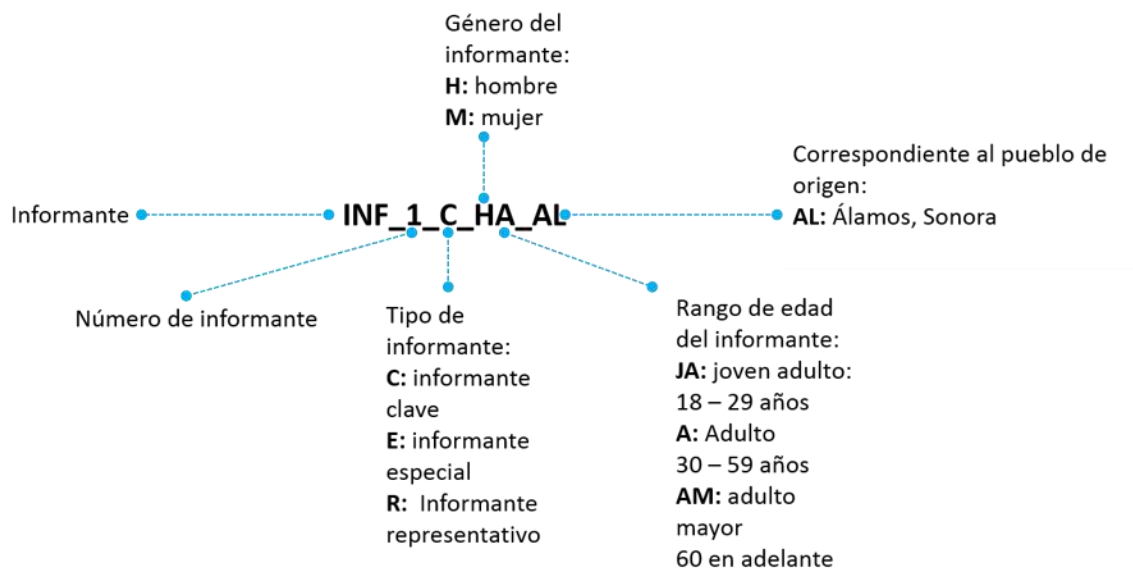 Género del
informante:
H: hombre
M: mujer
Correspondiente al pueblo de
origen:
AL: Álamos, Sonora
Informante
INF_1_C_HA_AL
Número de informante
Tipo de
informante:
C: informante
clave
E: informante
especial
R: Informante
representativo
Rango de edad
del informante:
JA: joven adulto:
18 – 29 años
A: Adulto
30 – 59 años
AM: adulto
mayor
60 en adelante